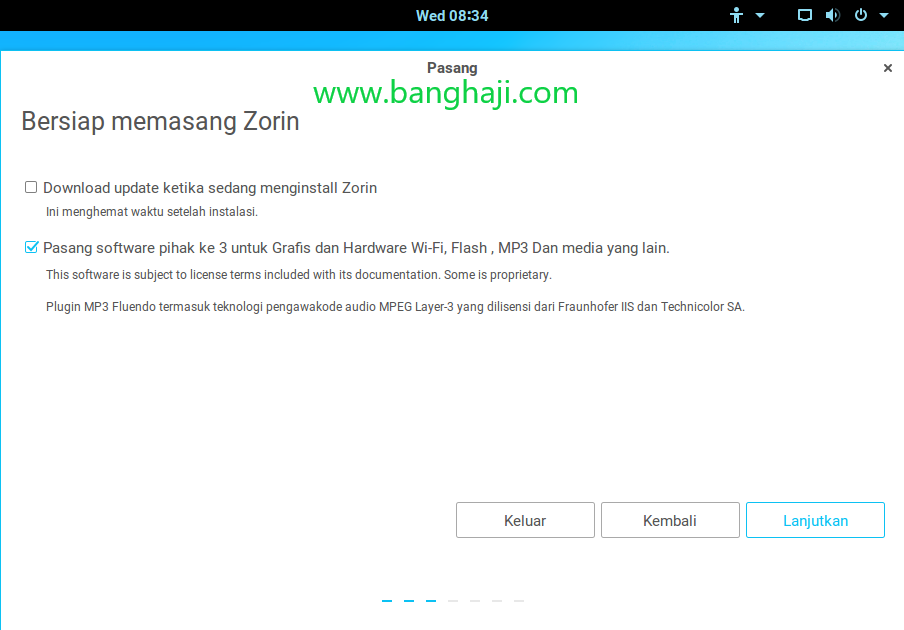 Wed 08:34
Pasang
www.banghaji.com
Bersiap memasang Zorin
Download update ketika sedang menginstall Zorin
Ini menghemat waktu setelah instalasi.
Pasang software pihak ke 3 untuk Grafis dan Hardware Wi-Fi, Flash , MP3 Dan media yang lain.
This software is subject to license terms included with its documentation. Some is proprietary.
Plugin MP3 Fluendo termasuk teknologi pengawakode audio MPEG Layer-3 yang dilisensi dari Fraunhofer IIS dan Technicolor SA.
Keluar
Kembali
Lanjutkan